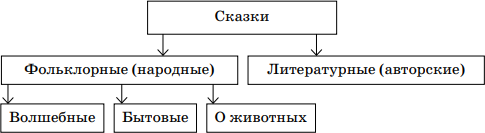 Сказки
Фольклорные (народные)
Литературные (авторские)
Волшебные
Бытовые
О животных